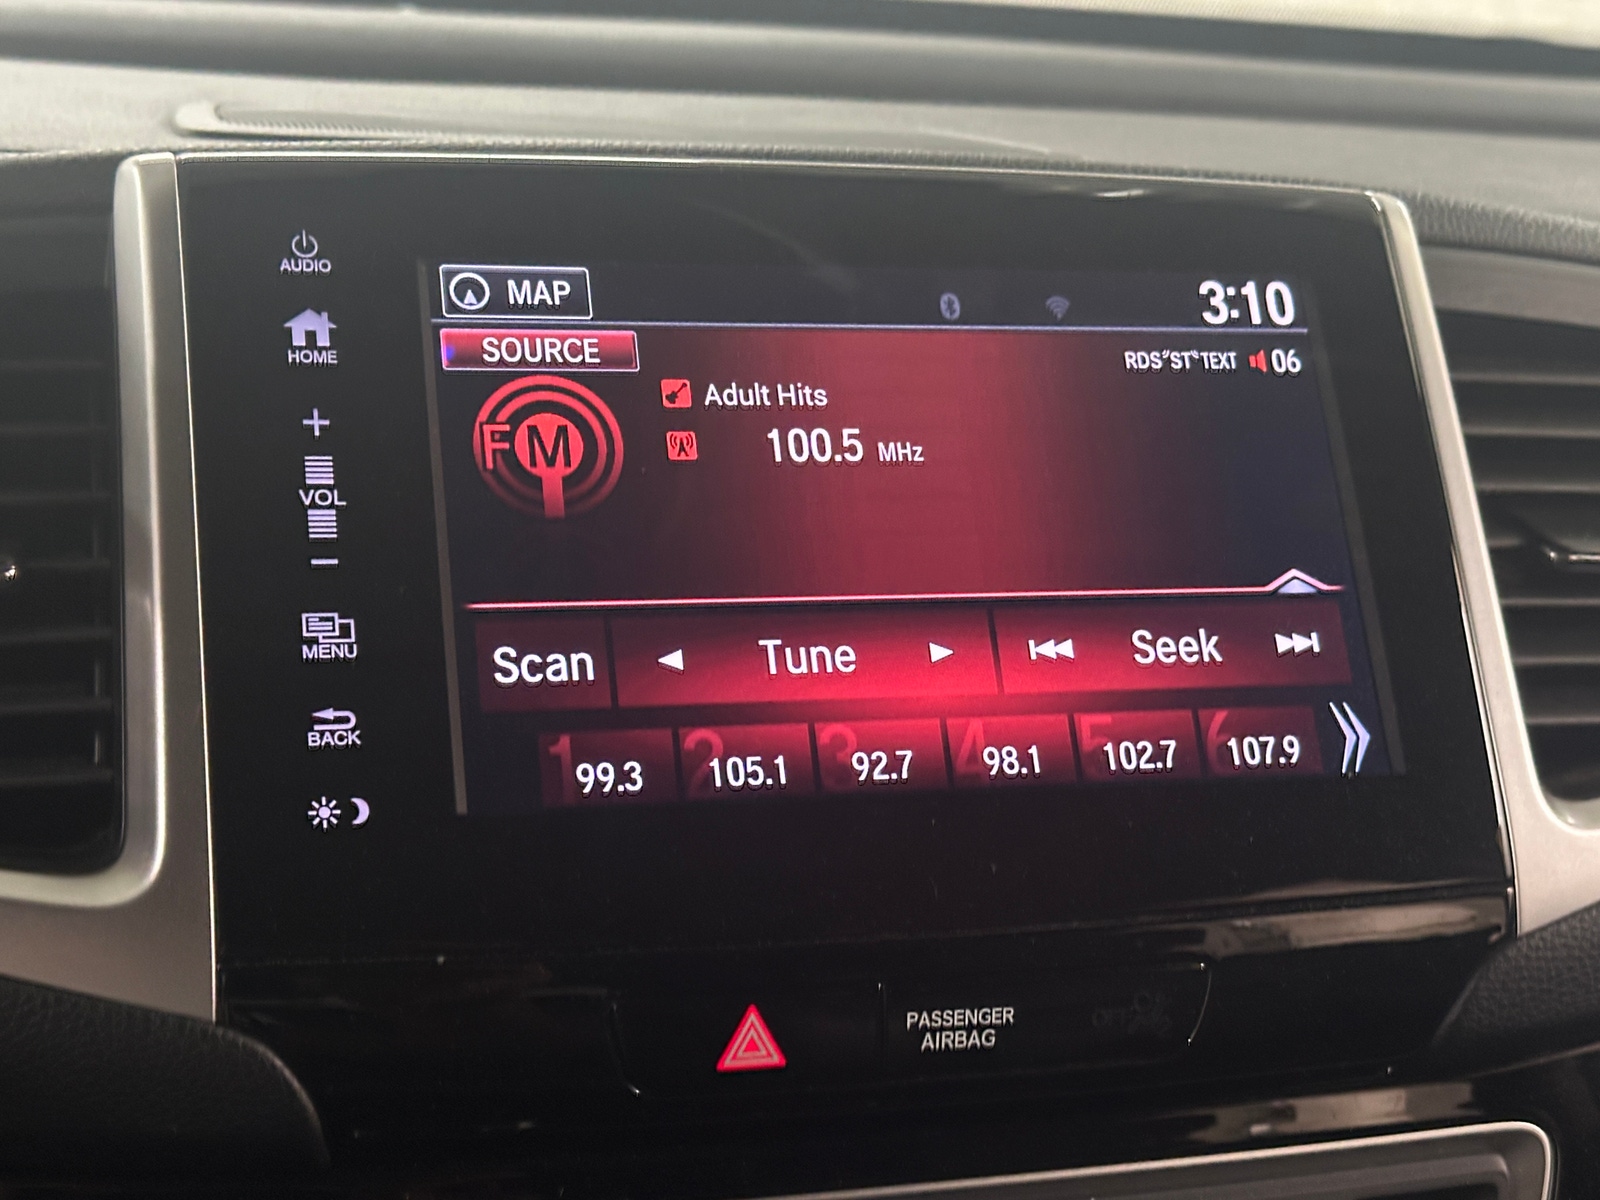 AUDIO
HOME
+
VOL
−
MENU
BACK
MAP
3:10
SOURCE
RDS "ST" TEXT 06
FM
Adult Hits
100.5 MHz
Scan ◀ Tune ▶ ⏮ Seek ⏭
1 99.3 2 105.1 3 92.7 4 98.1 5 102.7 6 107.9
PASSENGER
AIRBAG